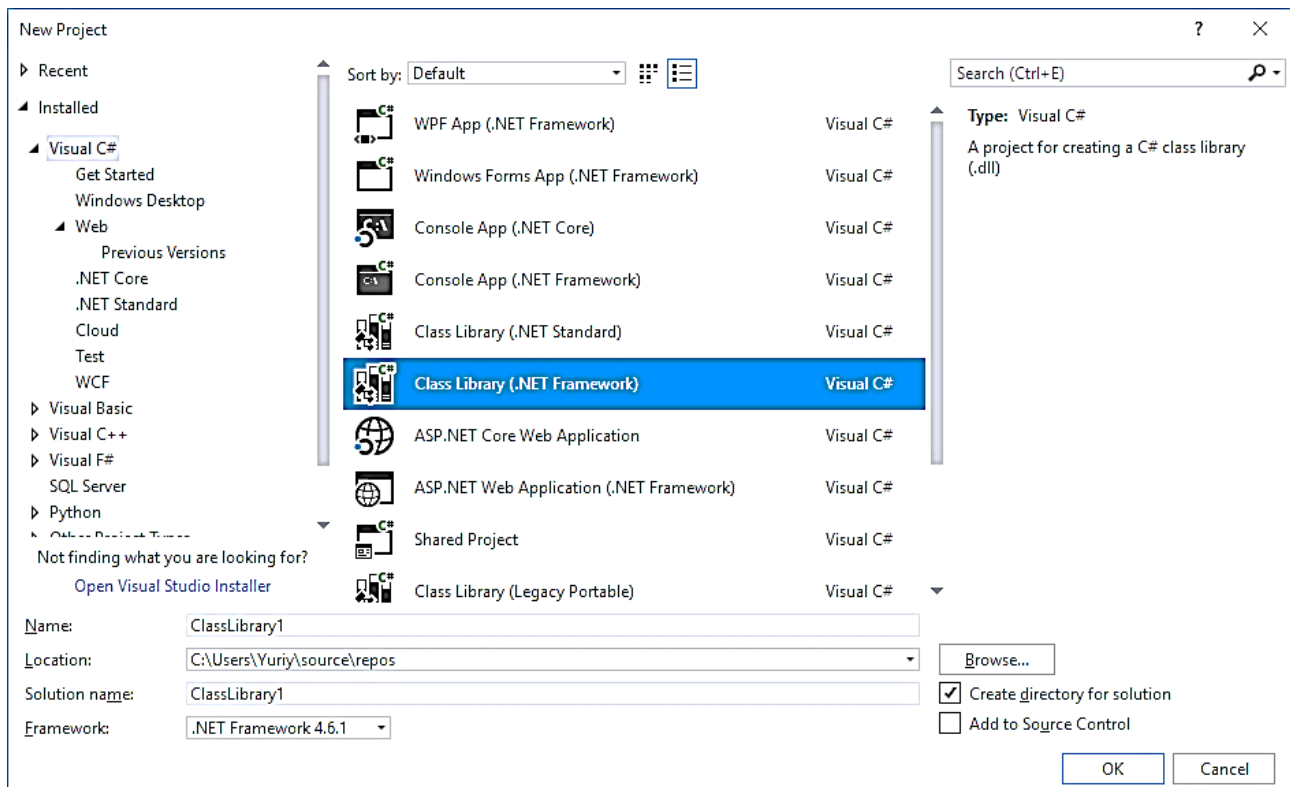 New Project
?
Recent
Installed
Visual C#
Get Started
Windows Desktop
Web
Previous Versions
.NET Core
.NET Standard
Cloud
Test
WCF
Visual Basic
Visual C++
Visual F#
SQL Server
Python
Other Project Types
Not finding what you are looking for?
Open Visual Studio Installer
Sort by: Default
WPF App (.NET Framework) Visual C#
Windows Forms App (.NET Framework) Visual C#
Console App (.NET Core) Visual C#
Console App (.NET Framework) Visual C#
Class Library (.NET Standard) Visual C#
Class Library (.NET Framework) Visual C#
ASP.NET Core Web Application Visual C#
ASP.NET Web Application (.NET Framework) Visual C#
Shared Project Visual C#
Class Library (Legacy Portable) Visual C#
Search (Ctrl+E)
Type: Visual C#
A project for creating a C# class library
(.dll)
Name: ClassLibrary1
Location: C:\Users\Yuriy\source\repos
Browse...
Solution name: ClassLibrary1
Create directory for solution
Framework: .NET Framework 4.6.1
Add to Source Control
OK
Cancel